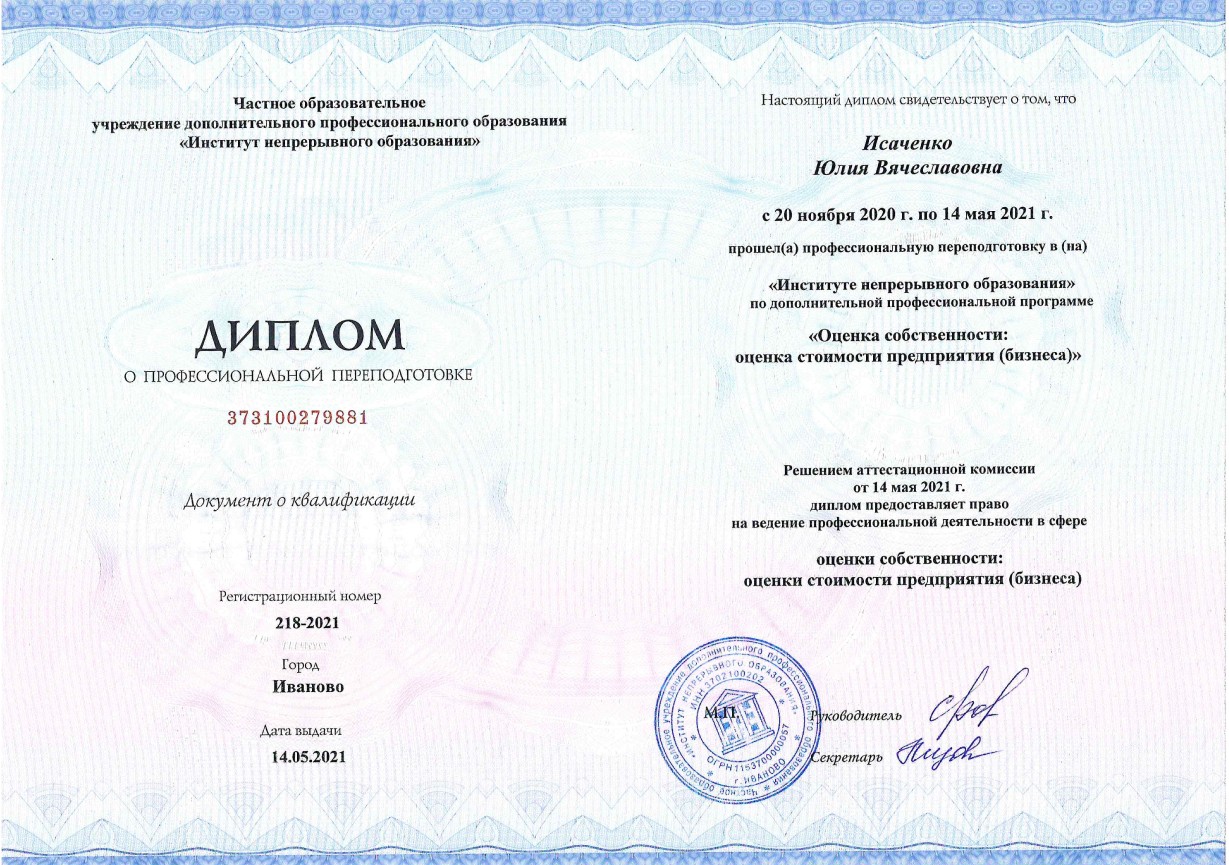 Частное образовательное
учреждение дополнительного профессионального образования
«Институт непрерывного образования»
ДИПЛОМ
О ПРОФЕССИОНАЛЬНОЙ ПЕРЕПОДГОТОВКЕ
373100279881
Документ о квалификации
Регистрационный номер
218-2021
Город
Иваново
Дата выдачи
14.05.2021
Настоящий диплом свидетельствует о том, что
Исаченко
Юлия Вячеславовна
с 20 ноября 2020 г. по 14 мая 2021 г.
прошел(а) профессиональную переподготовку в (на)
«Институте непрерывного образования»
по дополнительной профессиональной программе
«Оценка собственности:
оценка стоимости предприятия (бизнеса)»
Решением аттестационной комиссии
от 14 мая 2021 г.
диплом предоставляет право
на ведение профессиональной деятельности в сфере
оценки собственности:
оценки стоимости предприятия (бизнеса)
М.П.
Руководитель
Секретарь
Частное образовательное учреждение дополнительного профессионального образования
«ИНСТИТУТ НЕПРЕРЫВНОГО ОБРАЗОВАНИЯ»
г. ИВАНОВО
ИНН 3702100202
ОГРН 1153700000057